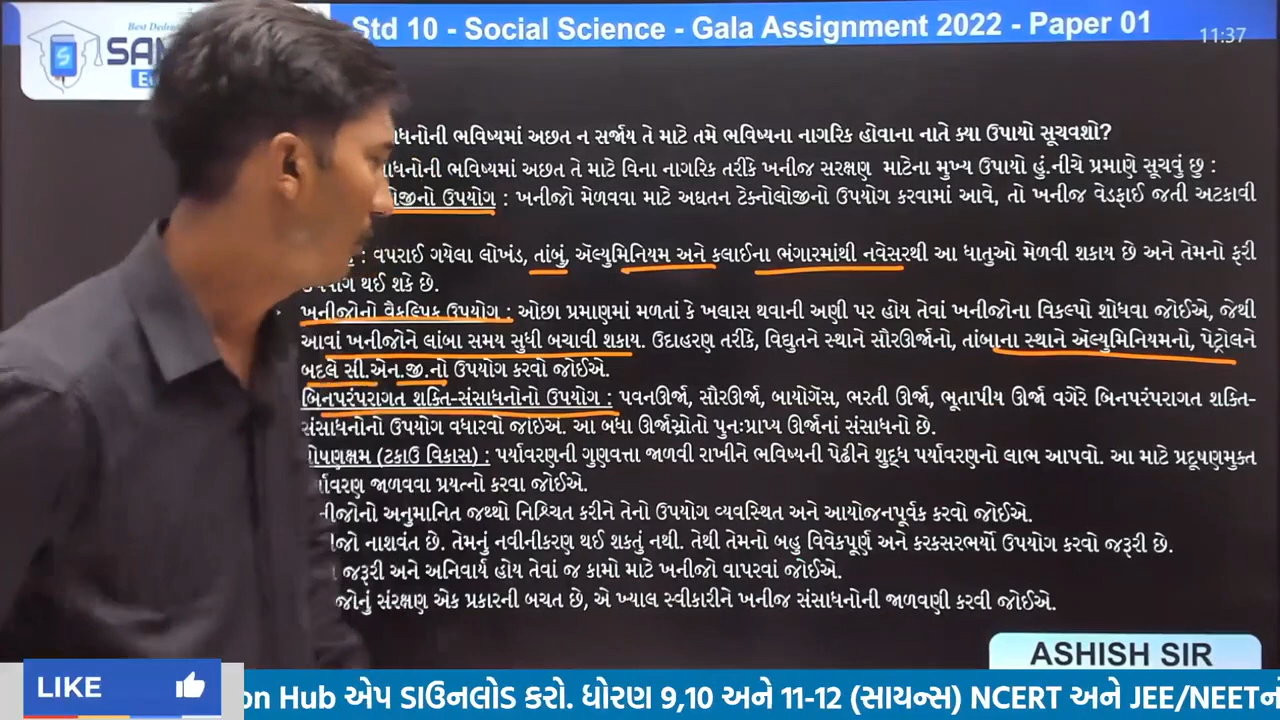 Best
Std 10 - Social Science - Gala Assignment 2022 - Paper 01
11:37
SAM
ભવિષ્યમાં અછત ન સર્જાય તે માટે તમે ભવિષ્યના નાગરિક હોવાના નાતે ક્યા ઉપાયો સૂચવશો?
ભવિષ્યમાં અછત તે માટે વિના નાગરિક તરીકે ખનીજ સરક્ષણ માટેના મુખ્ય ઉપાયો હું.નીચે પ્રમાણે સૂચવું છુ :
ઉપયોગ : ખનીજો મેળવવા માટે અદ્યતન ટેક્નોલોજીનો ઉપયોગ કરવામાં આવે, તો ખનીજ વેડફાઈ જતી અટકાવી
: વપરાઈ ગયેલા લોખંડ, તાંબું, ઍલ્યુમિનિયમ અને કલાઈના ભંગારમાંથી નવેસરથી આ ધાતુઓ મેળવી શકાય છે અને તેમનો ફરી
ઉપયોગ થઈ શકે છે.
ખનીજોનો વૈકલ્પિક ઉપયોગ : ઓછા પ્રમાણમાં મળતાં કે ખલાસ થવાની અણી પર હોય તેવાં ખનીજોના વિકલ્પો શોધવા જોઈએ, જેથી
આવાં ખનીજોને લાંબા સમય સુધી બચાવી શકાય. ઉદાહરણ તરીકે, વિદ્યુતને સ્થાને સૌરઊર્જાનો, તાંબાના સ્થાને ઍલ્યુમિનિયમનો, પેટ્રોલને
બદલે સી.એન.જી.નો ઉપયોગ કરવો જોઈએ.
બિનપરંપરાગત શક્તિ-સંસાધનોનો ઉપયોગ : પવનઊર્જા, સૌરઊર્જા, બાયોગૅસ, ભરતી ઊર્જા, ભૂતાપીય ઊર્જા વગેરે બિનપરંપરાગત શક્તિ-
સંસાધનોનો ઉપયોગ વધારવો જોઈએ. આ બધા ઊર્જાસ્રોતો પુનઃપ્રાપ્ય ઊર્જાનાં સંસાધનો છે.
(ટકાઉ વિકાસ) : પર્યાવરણની ગુણવત્તા જાળવી રાખીને ભવિષ્યની પેઢીને શુદ્ધ પર્યાવરણનો લાભ આપવો. આ માટે પ્રદૂષણમુક્ત
જાળવવા પ્રયત્નો કરવા જોઈએ.
અનુમાનિત જથ્થો નિશ્ચિત કરીને તેનો ઉપયોગ વ્યવસ્થિત અને આયોજનપૂર્વક કરવો જોઈએ.
નાશવંત છે. તેમનું નવીનીકરણ થઈ શકતું નથી. તેથી તેમનો બહુ વિવેકપૂર્ણ અને કરકસરભર્યો ઉપયોગ કરવો જરૂરી છે.
જરૂરી અને અનિવાર્ય હોય તેવાં જ કામો માટે ખનીજો વાપરવાં જોઈએ.
સંરક્ષણ એક પ્રકારની બચત છે, એ ખ્યાલ સ્વીકારીને ખનીજ સંસાધનોની જાળવણી કરવી જોઈએ.
ASHISH SIR
LIKE
on Hub એપ ડાઉનલોડ કરો. ધોરણ 9,10 અને 11-12 (સાયન્સ) NCERT અને JEE/NEETનં